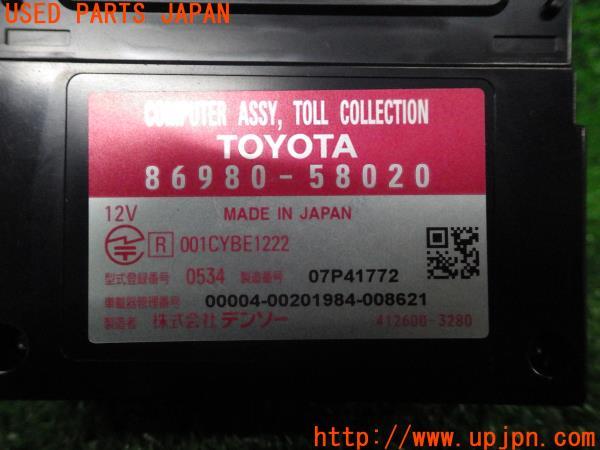 USED PARTS JAPAN
COMPUTER ASSY, TOLL COLLECTION
TOYOTA
86980-58020
12V MADE IN JAPAN
R 001CYBE1222
型式登録番号 0534 製造番号 07P41772
車載器管理番号 00004-00201984-008621
製造者 株式会社デンソー 412600-3280
http://www.upjpn.com/